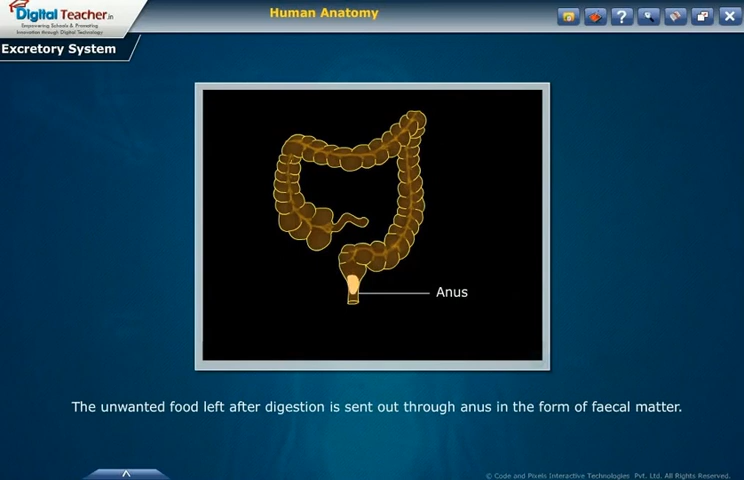 Digital Teacher.in
Empowering Schools & Promoting
Innovation through Digital Technology
Human Anatomy
Excretory System
Anus
The unwanted food left after digestion is sent out through anus in the form of faecal matter.
© Code and Pixels Interactive Technologies Pvt. Ltd. All Rights Reserved.